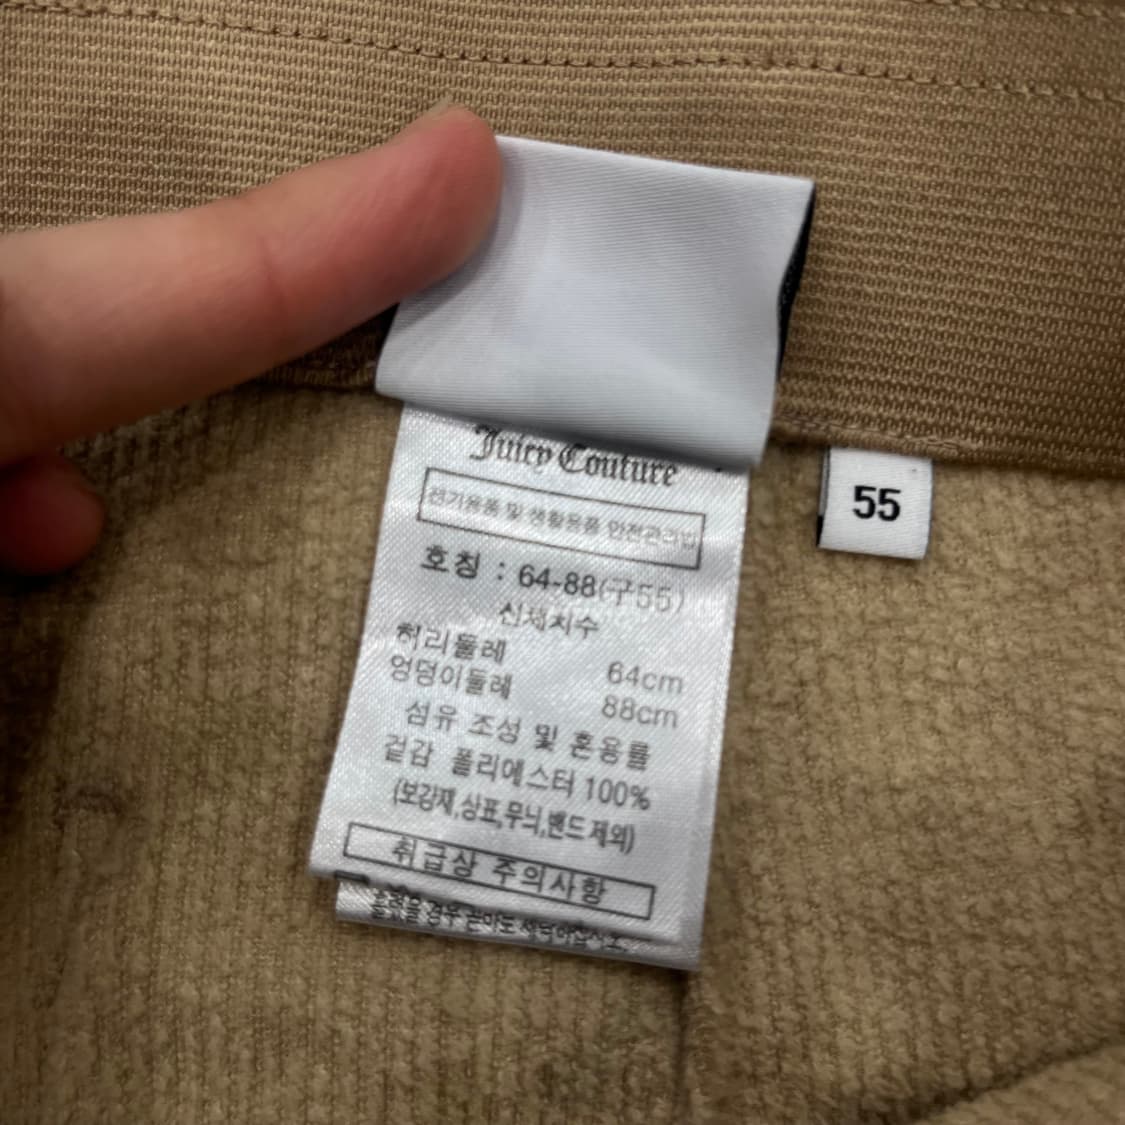 Juicy Couture
전기용품 및 생활용품 안전관리법
호칭 : 64-88(구55)
신체치수
허리둘레 64cm
엉덩이둘레 88cm
섬유 조성 및 혼용률
겉감 폴리에스터 100%
(보강재,상표,무늬,밴드 제외)
취급상 주의사항
경우
55